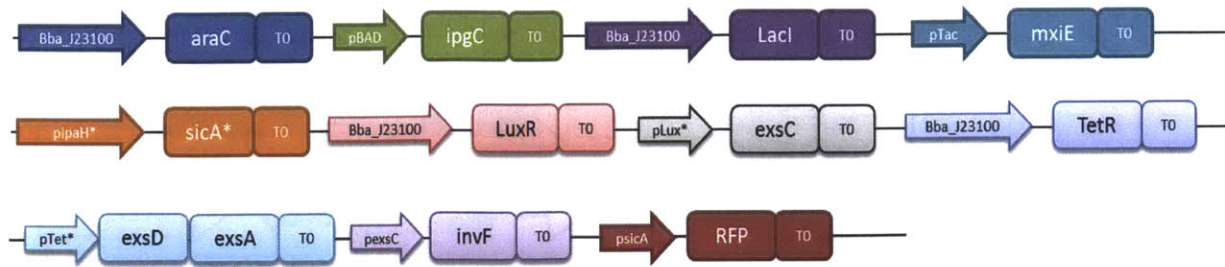 Bba_J23100 araC T0 pBAD ipgC T0 Bba_J23100 LacI T0 pTac mxiE T0
pipaH* sicA* T0 Bba_J23100 LuxR T0 pLux* exsC T0 Bba_J23100 TetR T0
pTet* exsD exsA T0 pexsC invF T0 psicA RFP T0